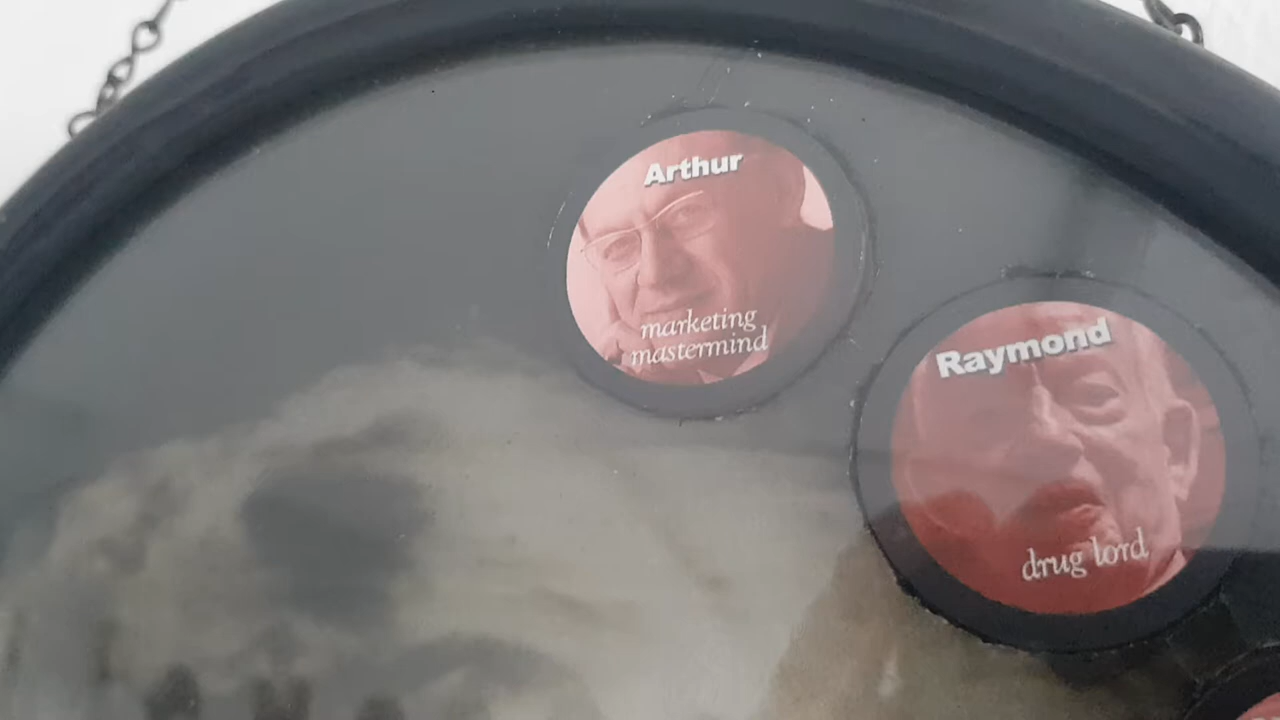 Arthur
marketing
mastermind
Raymond
drug lord